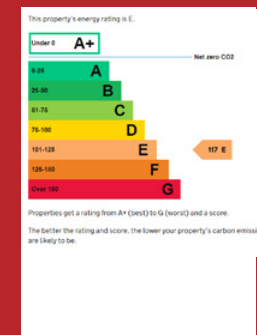 This property's energy rating is E.
Under 0 A+
Net zero CO2
0-25 A
26-50 B
51-75 C
76-100 D
101-125 E 117 E
126-150 F
Over 150 G
Properties get a rating from A+ (best) to G (worst) and a score.
The better the rating and score, the lower your property's carbon emissi
are likely to be.